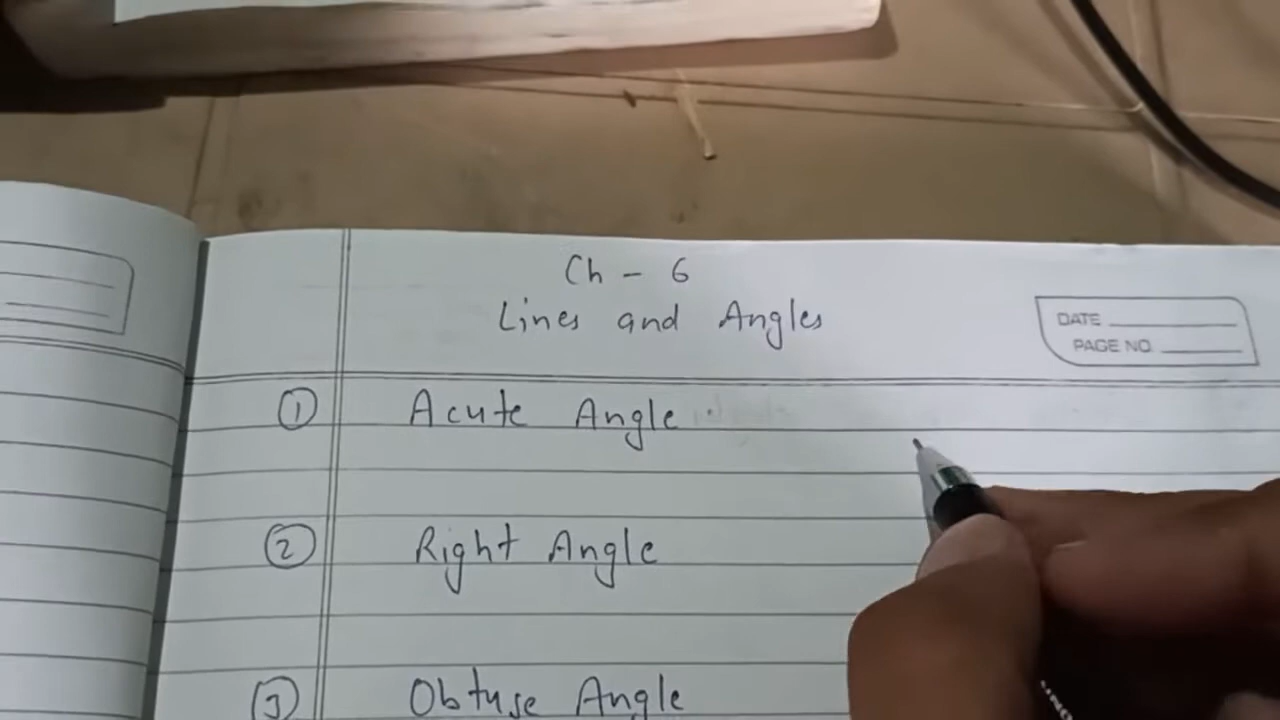 Ch - 6
Lines and Angles
DATE
PAGE NO.
① Acute Angle
② Right Angle
③ Obtuse Angle